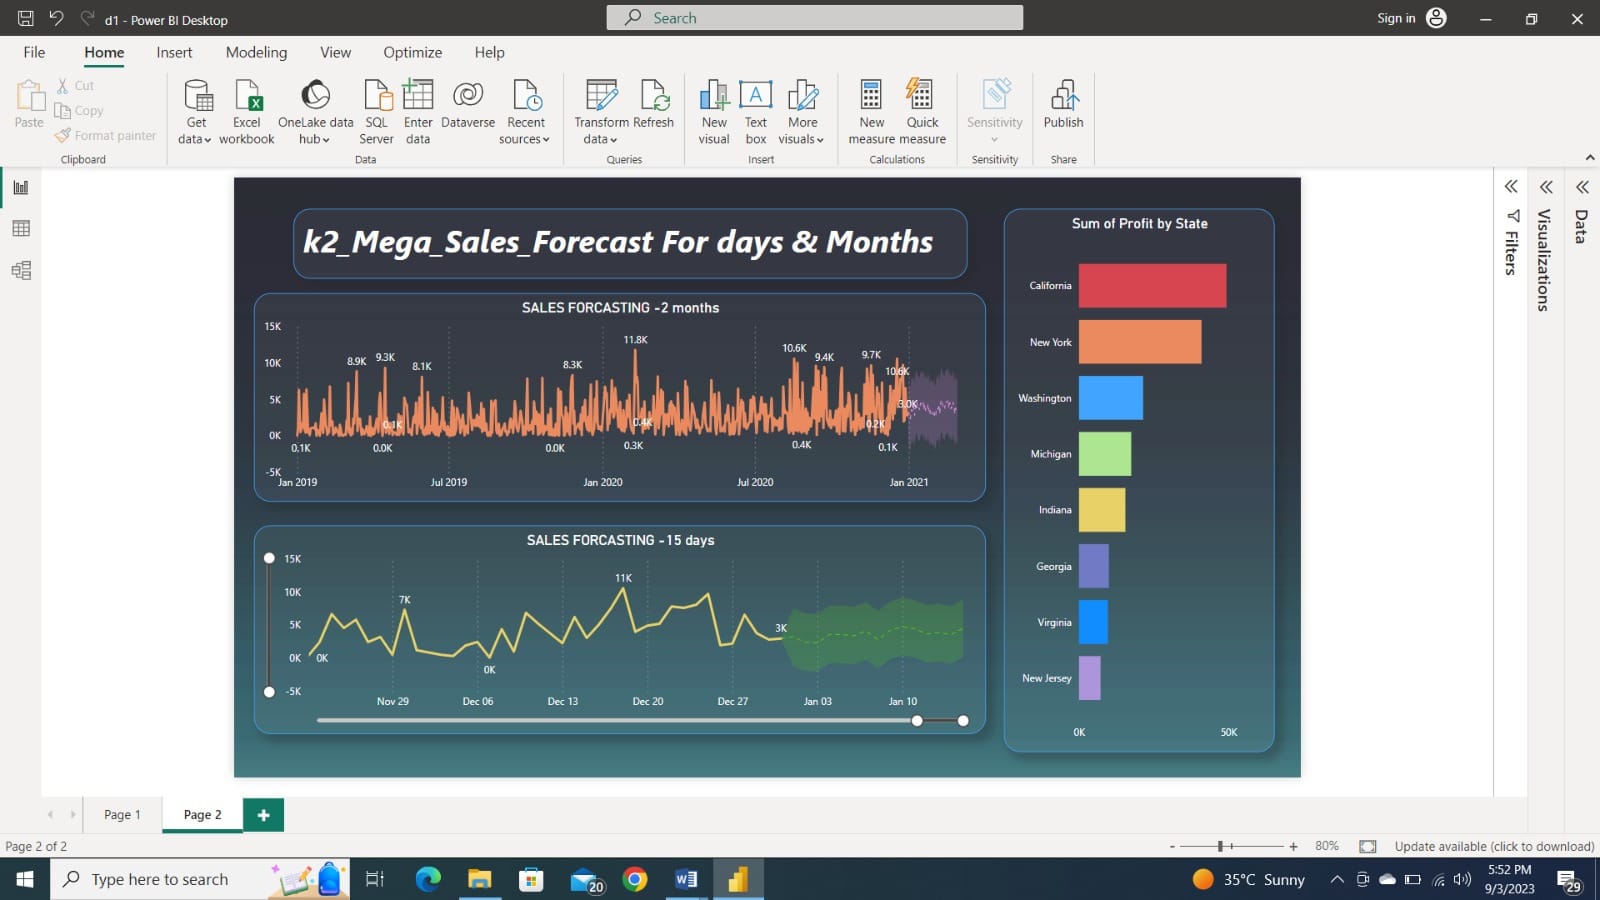 d1 - Power BI Desktop
Search
Sign in
File Home Insert Modeling View Optimize Help
Paste
Cut
Copy
Format painter
Clipboard
Get data
Excel workbook
OneLake data hub
SQL Server
Enter data
Dataverse
Recent sources
Data
Transform data
Refresh
Queries
New visual
Text box
More visuals
Insert
New measure
Quick measure
Calculations
Sensitivity
Sensitivity
Publish
Share
k2_Mega_Sales_Forecast For days & Months
SALES FORCASTING -2 months
15K
10K
5K
0K
-5K
8.9K
9.3K
8.1K
8.3K
11.8K
10.6K
9.4K
9.7K
10.6K
3.0K
0.1K
0.4K
0.2K
0.1K
0.0K
0.0K
0.3K
0.4K
0.1K
Jan 2019
Jul 2019
Jan 2020
Jul 2020
Jan 2021
SALES FORCASTING -15 days
15K
10K
5K
0K
-5K
7K
11K
3K
0K
0K
Nov 29
Dec 06
Dec 13
Dec 20
Dec 27
Jan 03
Jan 10
Sum of Profit by State
California
New York
Washington
Michigan
Indiana
Georgia
Virginia
New Jersey
0K
50K
Filters
Visualizations
Data
Page 1
Page 2
+
Page 2 of 2
- + 80%
Update available (click to download)
Type here to search
20
35°C Sunny
5:52 PM
9/3/2023
29